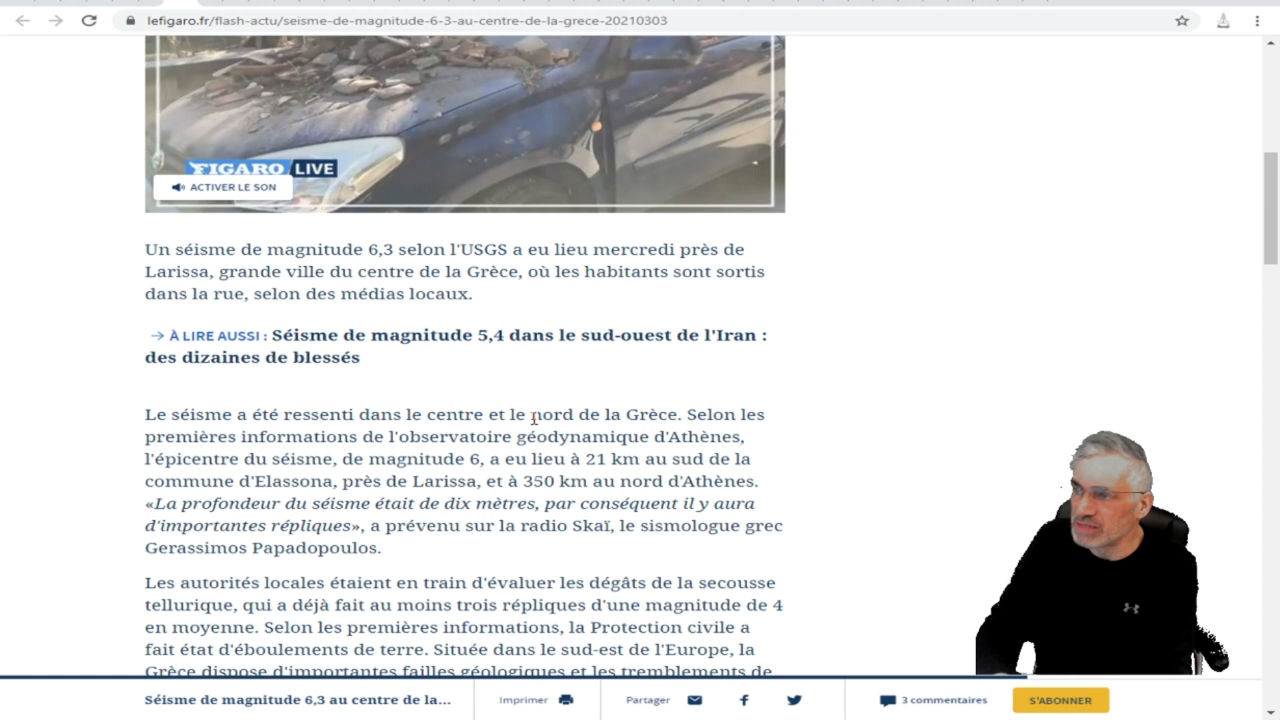 lefigaro.fr/flash-actu/seisme-de-magnitude-6-3-au-centre-de-la-grece-20210303
FIGARO LIVE
ACTIVER LE SON
Un séisme de magnitude 6,3 selon l'USGS a eu lieu mercredi près de
Larissa, grande ville du centre de la Grèce, où les habitants sont sortis
dans la rue, selon des médias locaux.
→ À LIRE AUSSI : Séisme de magnitude 5,4 dans le sud-ouest de l'Iran :
des dizaines de blessés
Le séisme a été ressenti dans le centre et le nord de la Grèce. Selon les
premières informations de l'observatoire géodynamique d'Athènes,
l'épicentre du séisme, de magnitude 6, a eu lieu à 21 km au sud de la
commune d'Elassona, près de Larissa, et à 350 km au nord d'Athènes.
«La profondeur du séisme était de dix mètres, par conséquent il y aura
d'importantes répliques», a prévenu sur la radio Skaï, le sismologue grec
Gerassimos Papadopoulos.
Les autorités locales étaient en train d'évaluer les dégâts de la secousse
tellurique, qui a déjà fait au moins trois répliques d'une magnitude de 4
en moyenne. Selon les premières informations, la Protection civile a
fait état d'éboulements de terre. Située dans le sud-est de l'Europe, la
Grèce dispose d'importantes failles géologiques et les tremblements de
Séisme de magnitude 6,3 au centre de la...
Imprimer
Partager
3 commentaires
S'ABONNER